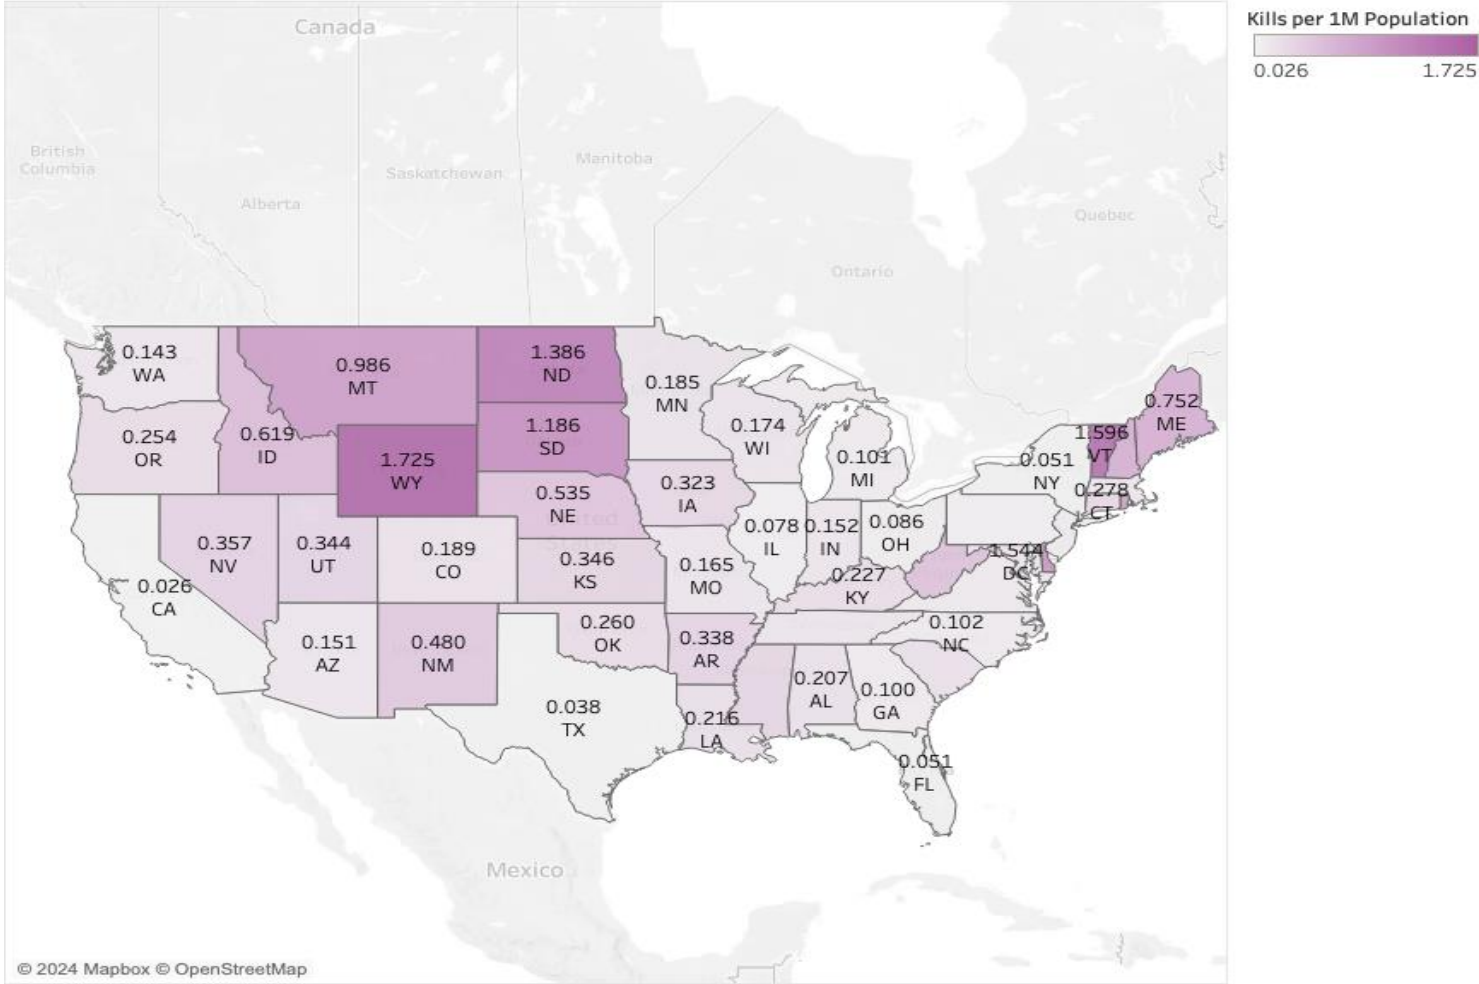 Kills per 1M Population
0.026 1.725
Canada
British
Columbia
Alberta
Saskatchewan
Manitoba
Ontario
Quebec
0.143
WA
0.986
MT
1.386
ND
0.185
MN
0.752
ME
0.254
OR
0.619
ID
1.725
WY
1.186
SD
0.174
WI
0.101
MI
0.051
NY
1.596
VT
0.278
CT
0.357
NV
0.344
UT
0.189
CO
0.535
NE
United
States
0.323
IA
0.078
IL
0.152
IN
0.086
OH
1.544
DC
0.026
CA
0.346
KS
0.165
MO
0.227
KY
0.151
AZ
0.480
NM
0.260
OK
0.338
AR
0.102
NC
0.038
TX
0.216
LA
0.207
AL
0.100
GA
0.051
FL
Mexico
© 2024 Mapbox © OpenStreetMap